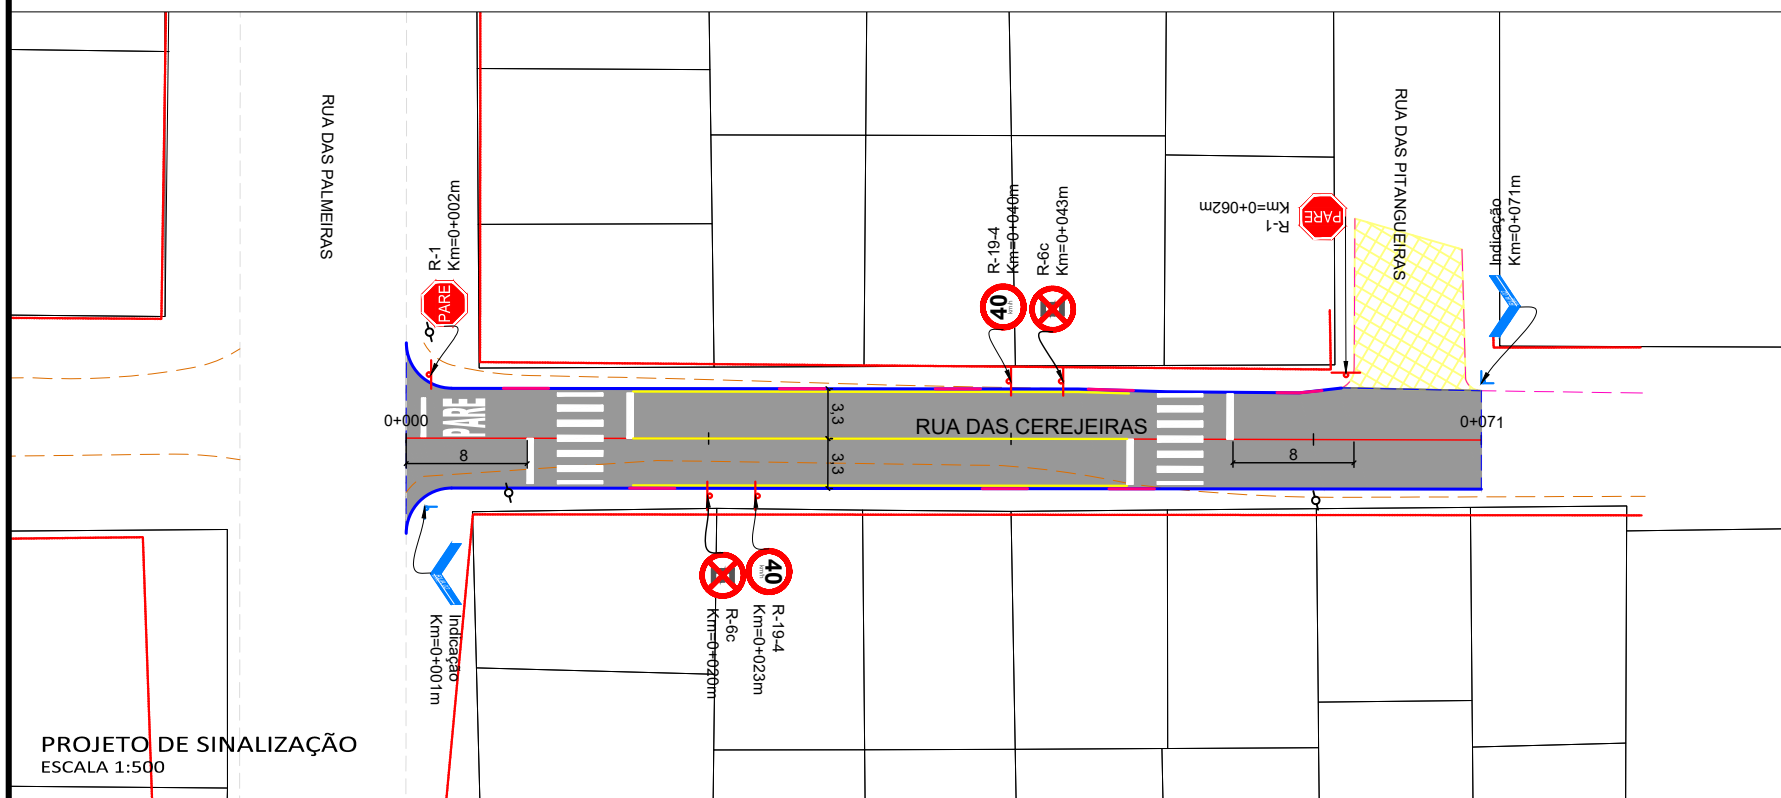 RUA DAS PALMEIRAS
R-1
Km=0+002m
PARE
R-19-4
Km=0+040m
40
km/h
R-6c
Km=0+043m
R-1
Km=0+062m
PARE
RUA DAS PITANGUEIRAS
Indicação
Km=0+071m
0+000
PARE
3,3
3,3
RUA DAS CEREJEIRAS
0+071
8
8
Indicação
Km=0+001m
R-6c
Km=0+020m
40
km/h
R-19-4
Km=0+023m
PROJETO DE SINALIZAÇÃO
ESCALA 1:500